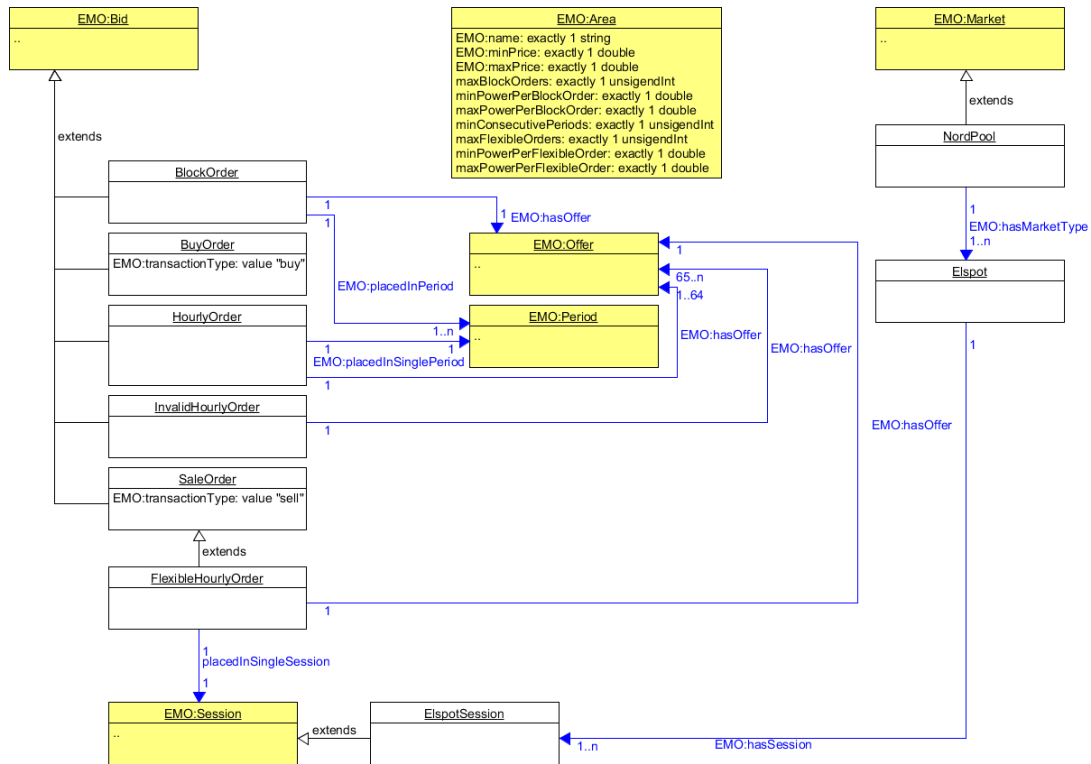 EMO:Bid
..
EMO:Area
EMO:name: exactly 1 string
EMO:minPrice: exactly 1 double
EMO:maxPrice: exactly 1 double
maxBlockOrders: exactly 1 unsigendInt
minPowerPerBlockOrder: exactly 1 double
maxPowerPerBlockOrder: exactly 1 double
minConsecutivePeriods: exactly 1 unsigendInt
maxFlexibleOrders: exactly 1 unsigendInt
minPowerPerFlexibleOrder: exactly 1 double
maxPowerPerFlexibleOrder: exactly 1 double
EMO:Market
..
extends
extends
NordPool
BlockOrder
1
1
1
EMO:hasOffer
1
EMO:hasMarketType
1..n
BuyOrder
EMO:transactionType: value "buy"
EMO:Offer
..
1
65..n
1..64
Elspot
EMO:placedInPeriod
HourlyOrder
EMO:Period
..
1..n
1
1
EMO:placedInSinglePeriod
1
EMO:hasOffer
EMO:hasOffer
1
InvalidHourlyOrder
1
EMO:hasOffer
SaleOrder
EMO:transactionType: value "sell"
extends
FlexibleHourlyOrder
1
1
placedInSingleSession
1
EMO:Session
..
extends
ElspotSession
1..n
EMO:hasSession